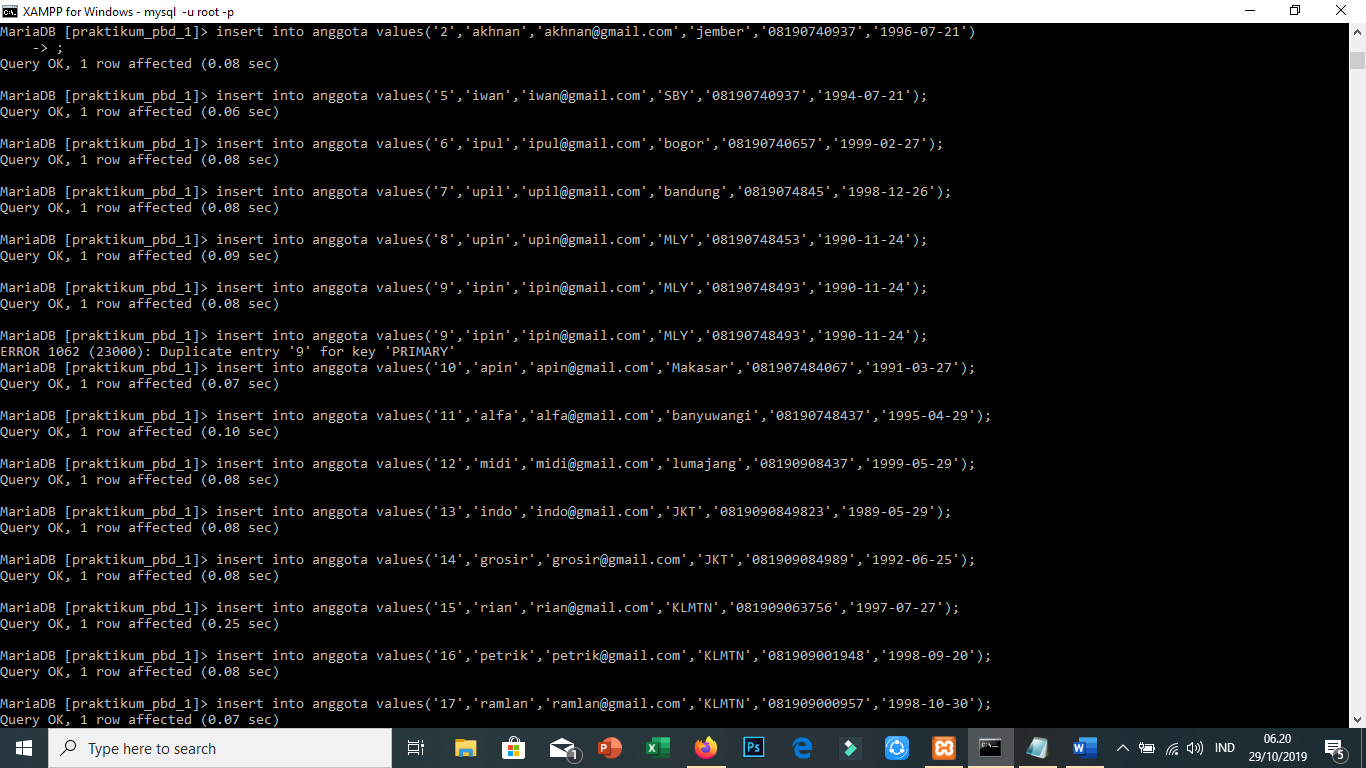 XAMPP for Windows - mysql -u root -p
MariaDB [praktikum_pbd_1]> insert into anggota values('2','akhnan','akhnan@gmail.com','jember','08190740937','1996-07-21')
    -> ;
Query OK, 1 row affected (0.08 sec)
MariaDB [praktikum_pbd_1]> insert into anggota values('5','iwan','iwan@gmail.com','SBY','08190740937','1994-07-21');
Query OK, 1 row affected (0.06 sec)
MariaDB [praktikum_pbd_1]> insert into anggota values('6','ipul','ipul@gmail.com','bogor','08190740657','1999-02-27');
Query OK, 1 row affected (0.08 sec)
MariaDB [praktikum_pbd_1]> insert into anggota values('7','upil','upil@gmail.com','bandung','0819074845','1998-12-26');
Query OK, 1 row affected (0.08 sec)
MariaDB [praktikum_pbd_1]> insert into anggota values('8','upin','upin@gmail.com','MLY','08190748453','1990-11-24');
Query OK, 1 row affected (0.09 sec)
MariaDB [praktikum_pbd_1]> insert into anggota values('9','ipin','ipin@gmail.com','MLY','08190748493','1990-11-24');
Query OK, 1 row affected (0.08 sec)
MariaDB [praktikum_pbd_1]> insert into anggota values('9','ipin','ipin@gmail.com','MLY','08190748493','1990-11-24');
ERROR 1062 (23000): Duplicate entry '9' for key 'PRIMARY'
MariaDB [praktikum_pbd_1]> insert into anggota values('10','apin','apin@gmail.com','Makasar','081907484067','1991-03-27');
Query OK, 1 row affected (0.07 sec)
MariaDB [praktikum_pbd_1]> insert into anggota values('11','alfa','alfa@gmail.com','banyuwangi','08190748437','1995-04-29');
Query OK, 1 row affected (0.10 sec)
MariaDB [praktikum_pbd_1]> insert into anggota values('12','midi','midi@gmail.com','lumajang','08190908437','1999-05-29');
Query OK, 1 row affected (0.08 sec)
MariaDB [praktikum_pbd_1]> insert into anggota values('13','indo','indo@gmail.com','JKT','0819090849823','1989-05-29');
Query OK, 1 row affected (0.08 sec)
MariaDB [praktikum_pbd_1]> insert into anggota values('14','grosir','grosir@gmail.com','JKT','081909084989','1992-06-25');
Query OK, 1 row affected (0.08 sec)
MariaDB [praktikum_pbd_1]> insert into anggota values('15','rian','rian@gmail.com','KLMTN','081909063756','1997-07-27');
Query OK, 1 row affected (0.25 sec)
MariaDB [praktikum_pbd_1]> insert into anggota values('16','petrik','petrik@gmail.com','KLMTN','081909001948','1998-09-20');
Query OK, 1 row affected (0.08 sec)
MariaDB [praktikum_pbd_1]> insert into anggota values('17','ramlan','ramlan@gmail.com','KLMTN','081909000957','1998-10-30');
Query OK, 1 row affected (0.07 sec)
Type here to search
1
Ps
IND
06.20
29/10/2019
5